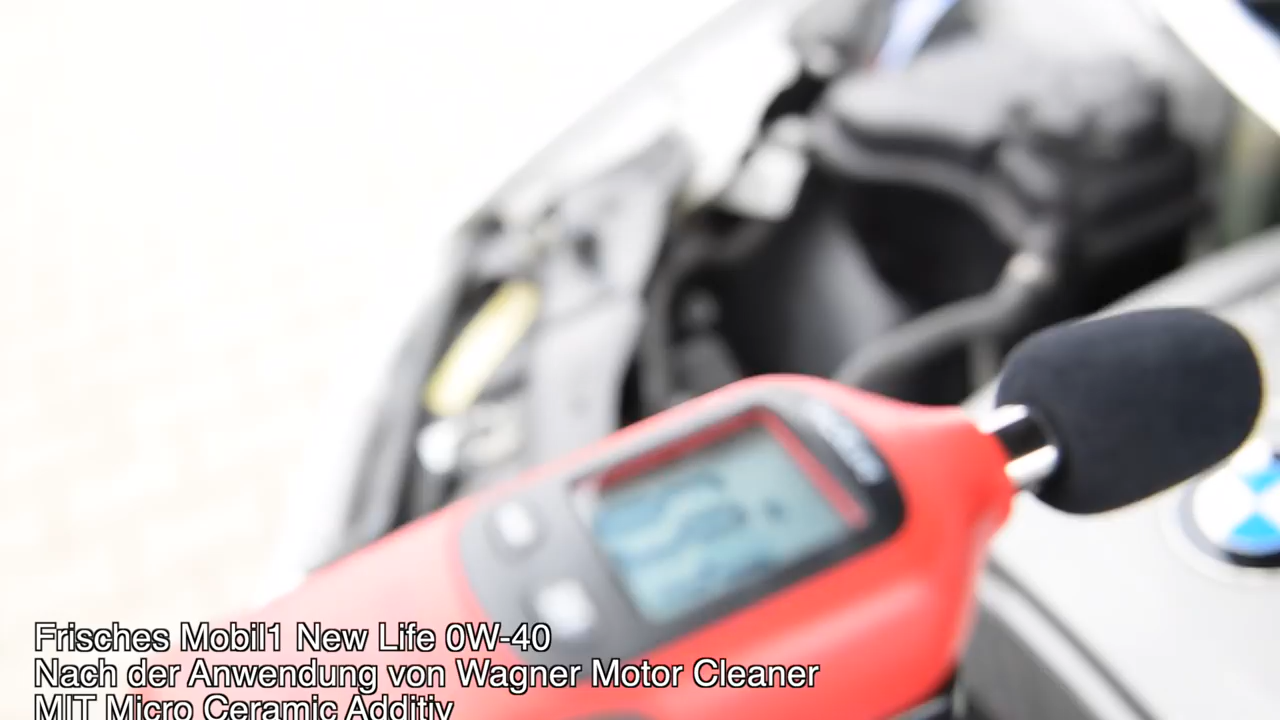 Frisches Mobil1 New Life 0W-40
Nach der Anwendung von Wagner Motor Cleaner
MIT Micro Ceramic Additiv